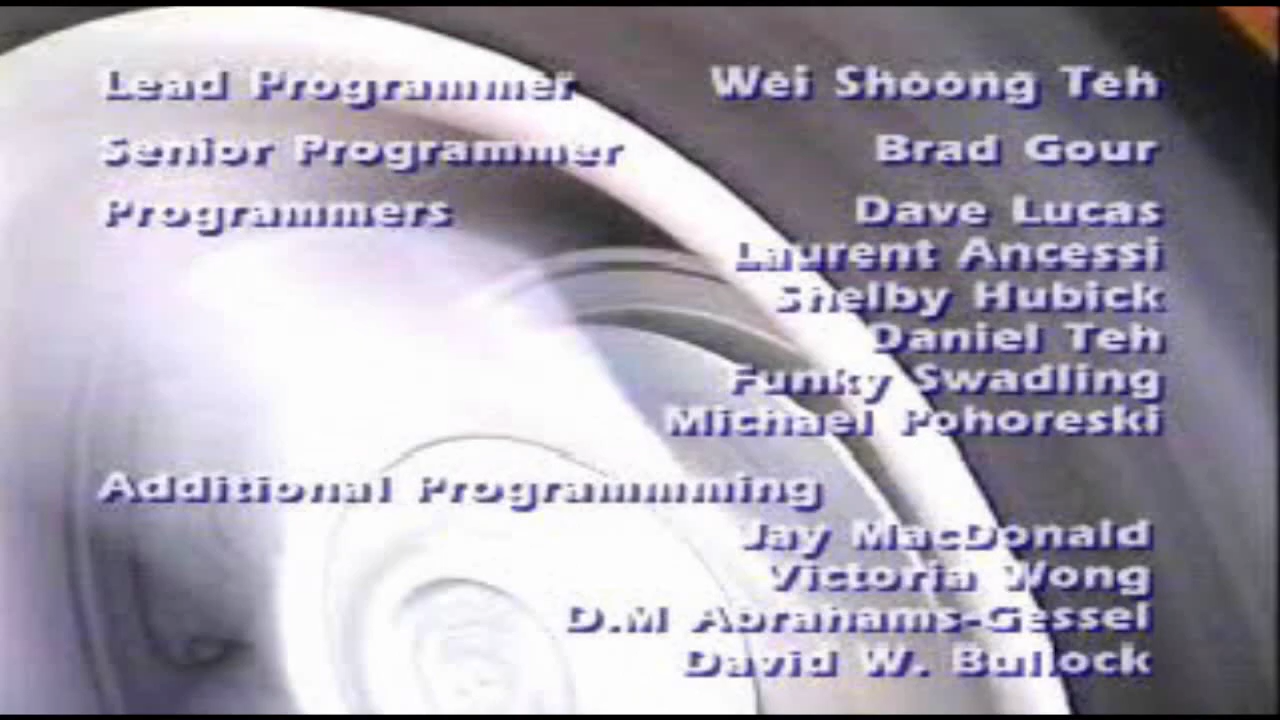 Lead Programmer Wei Shoong Teh
Senior Programmer Brad Gour
Programmers Dave Lucas
Laurent Ancessi
Shelby Hubick
Daniel Teh
Funky Swadling
Michael Pohoreski
Additional Programmming
Jay MacDonald
Victoria Wong
D.M Abrahams-Gessel
David W. Bullock